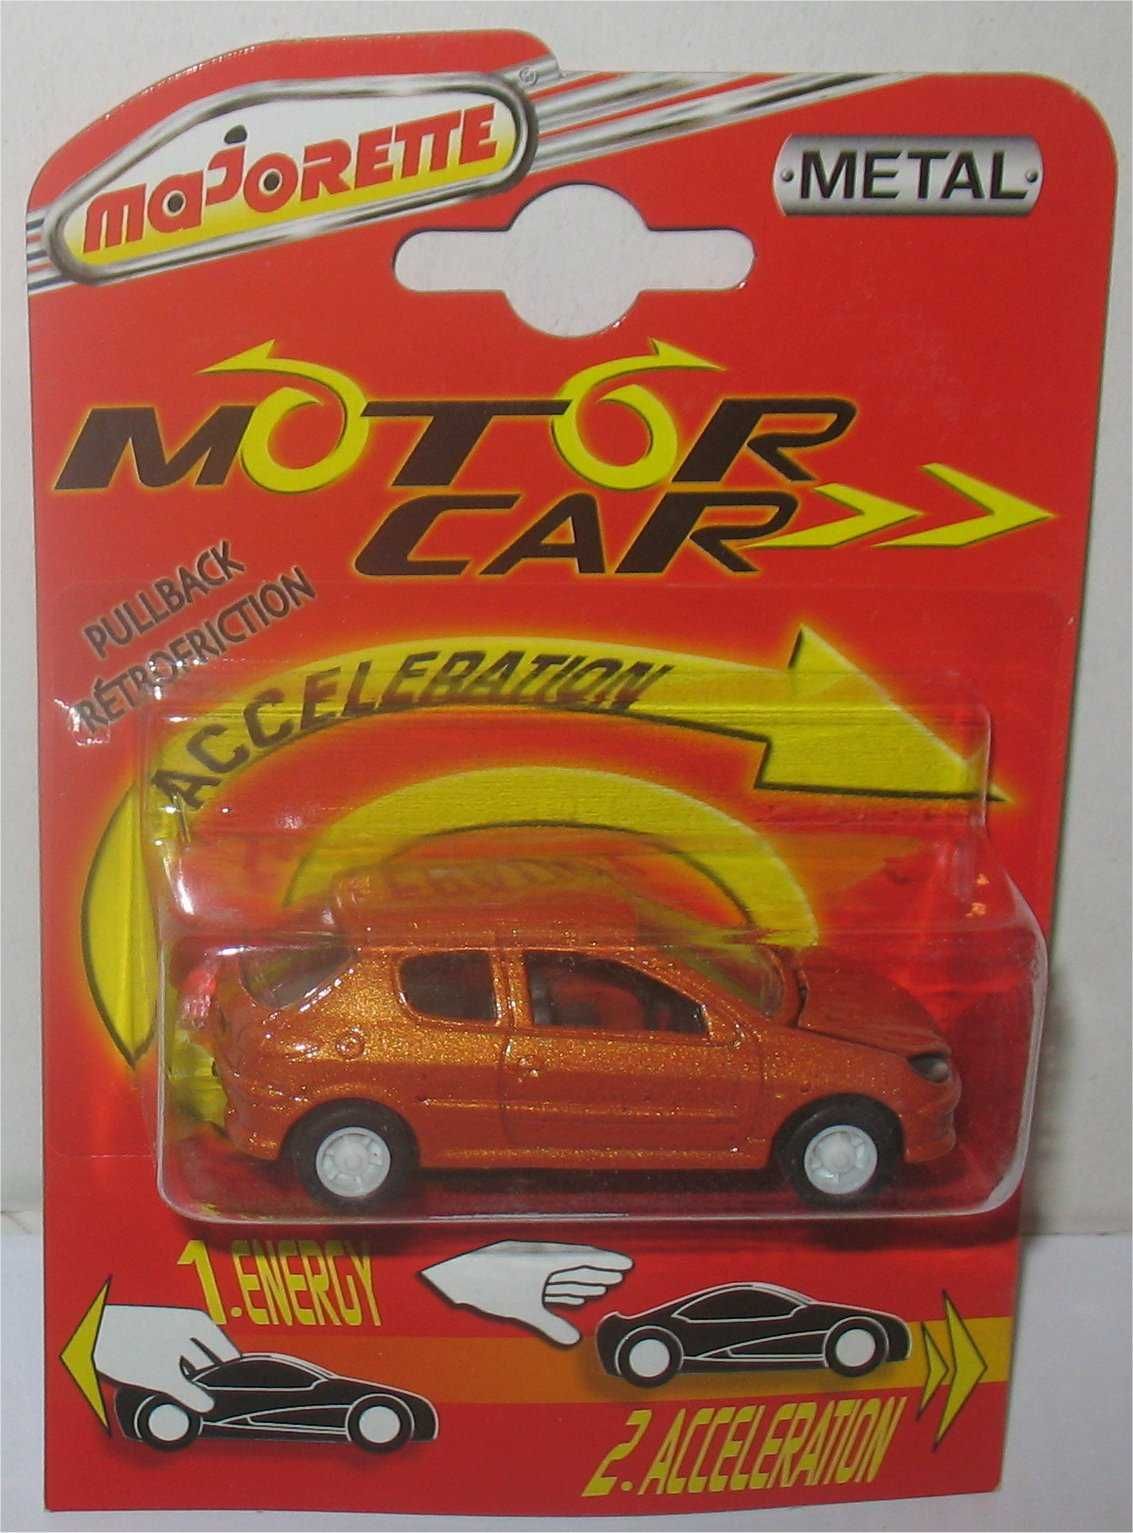 MAJORETTE ®
METAL
MOTOR
CAR
PULLBACK
RÉTROFRICTION
ACCELERATION
1.ENERGY
2.ACCELERATION